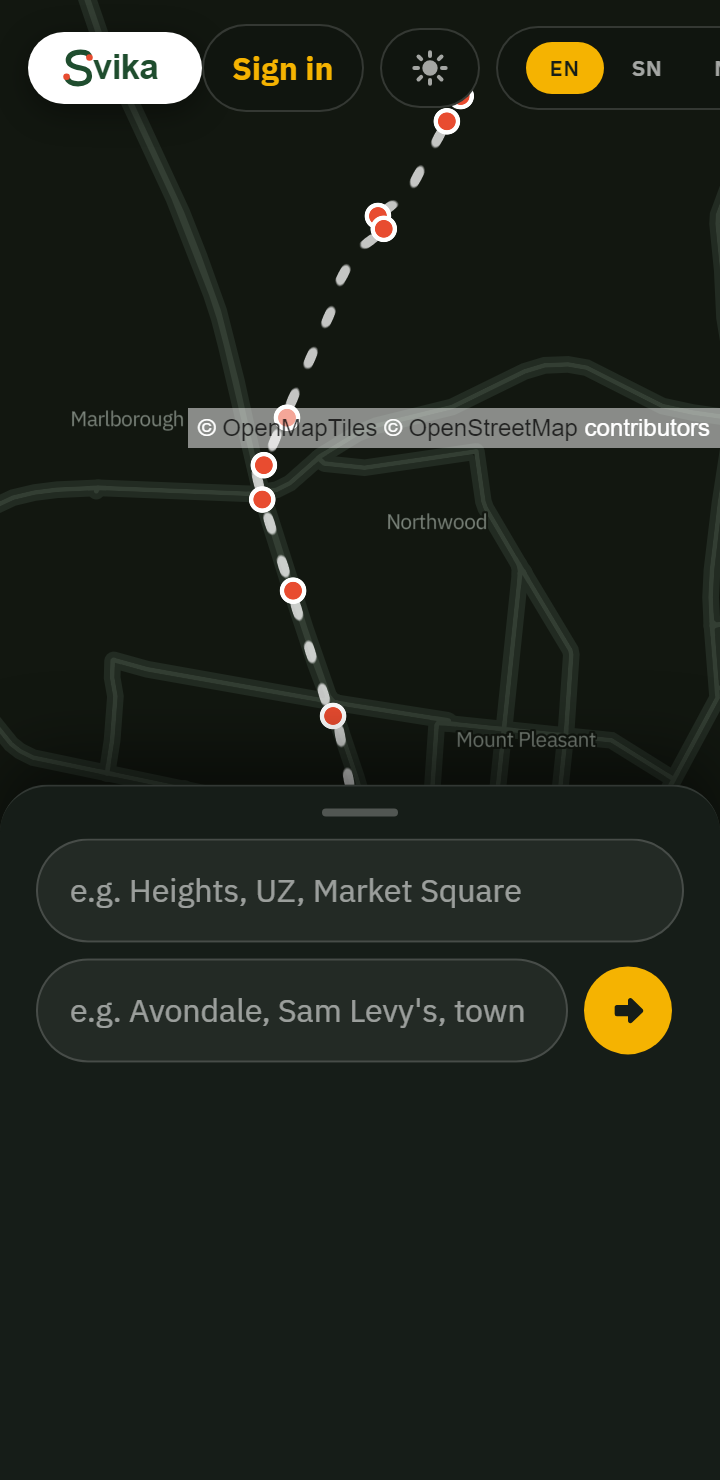 Svika
Sign in
EN
SN
Marlborough
© OpenMapTiles © OpenStreetMap contributors
Northwood
Mount Pleasant
e.g. Heights, UZ, Market Square
e.g. Avondale, Sam Levy's, town